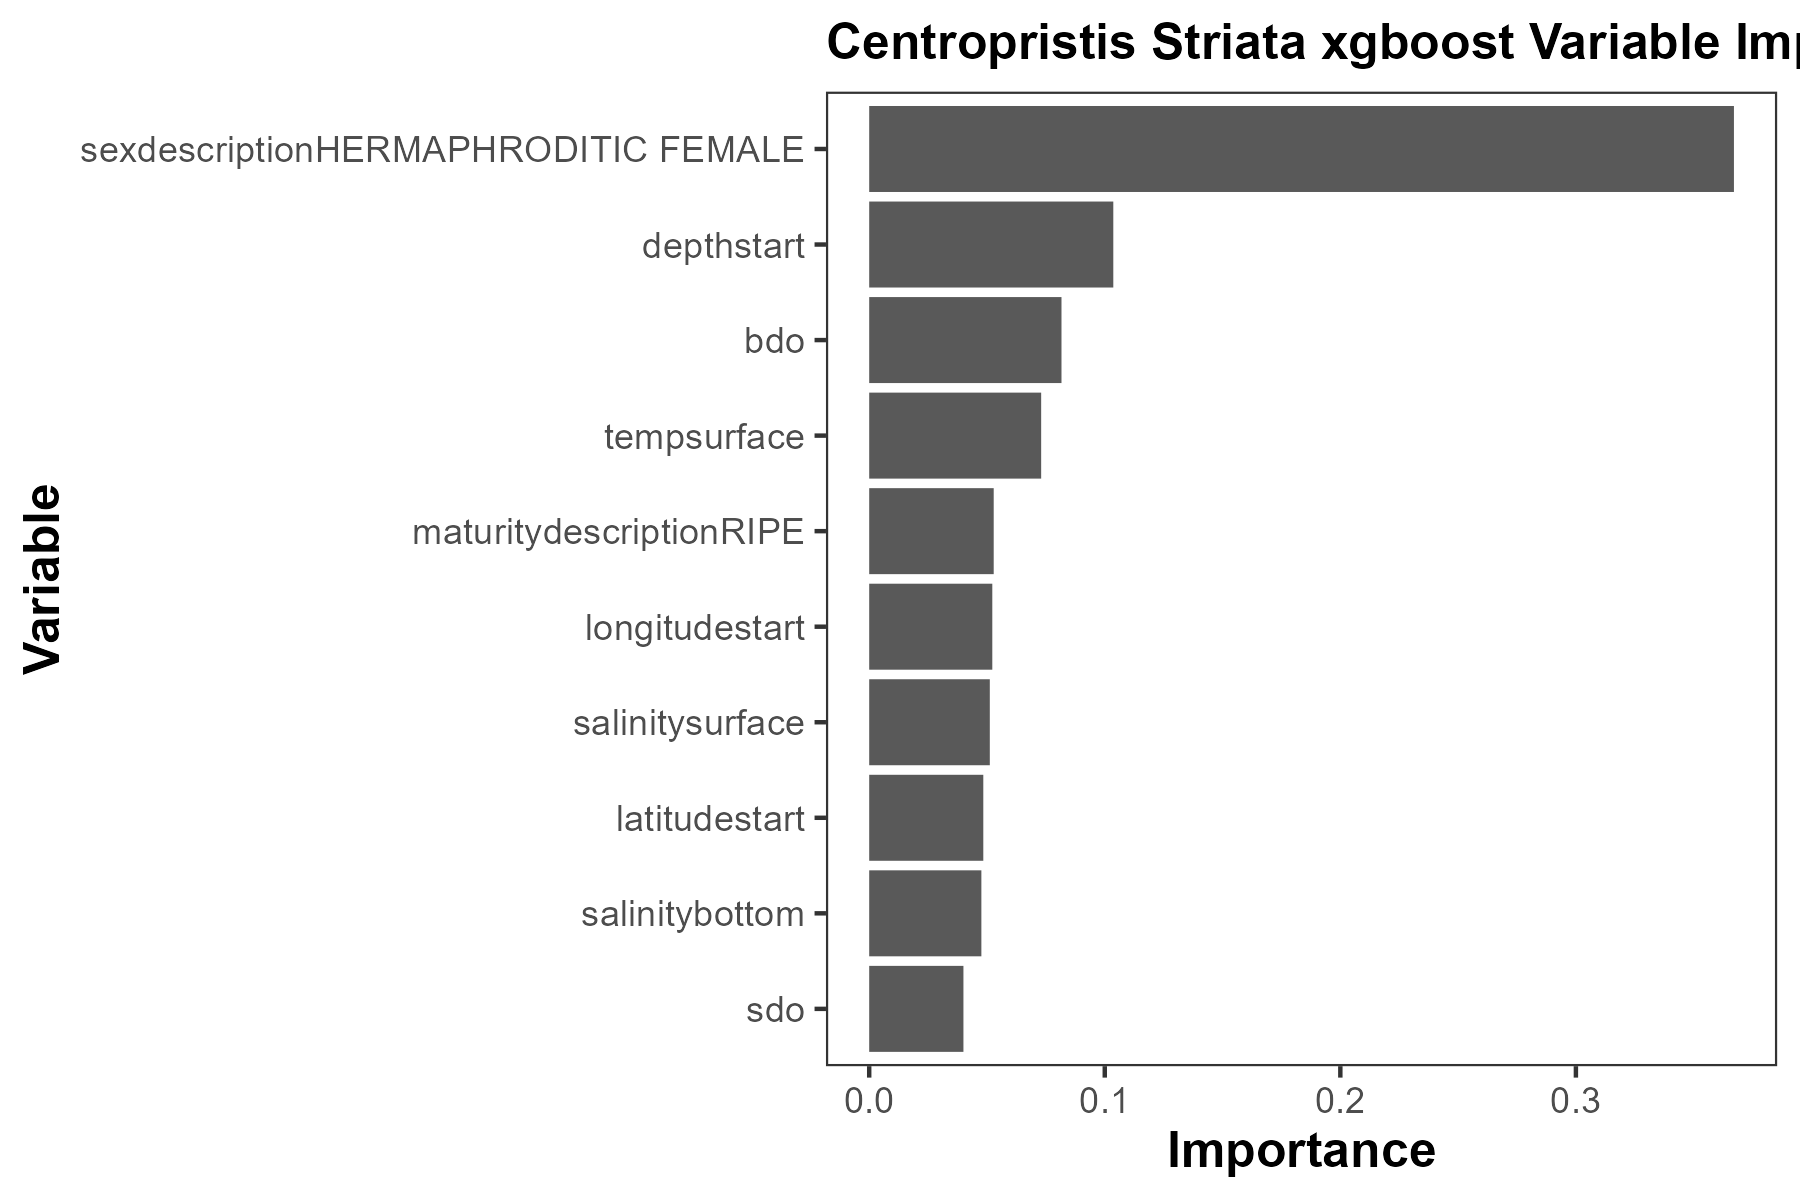 Centropristis Striata xgboost Variable Imp
sexdescriptionHERMAPHRODITIC FEMALE
depthstart
bdo
tempsurface
maturitydescriptionRIPE
longitudestart
salinitysurface
latitudestart
salinitybottom
sdo
Variable
0.0 0.1 0.2 0.3
Importance